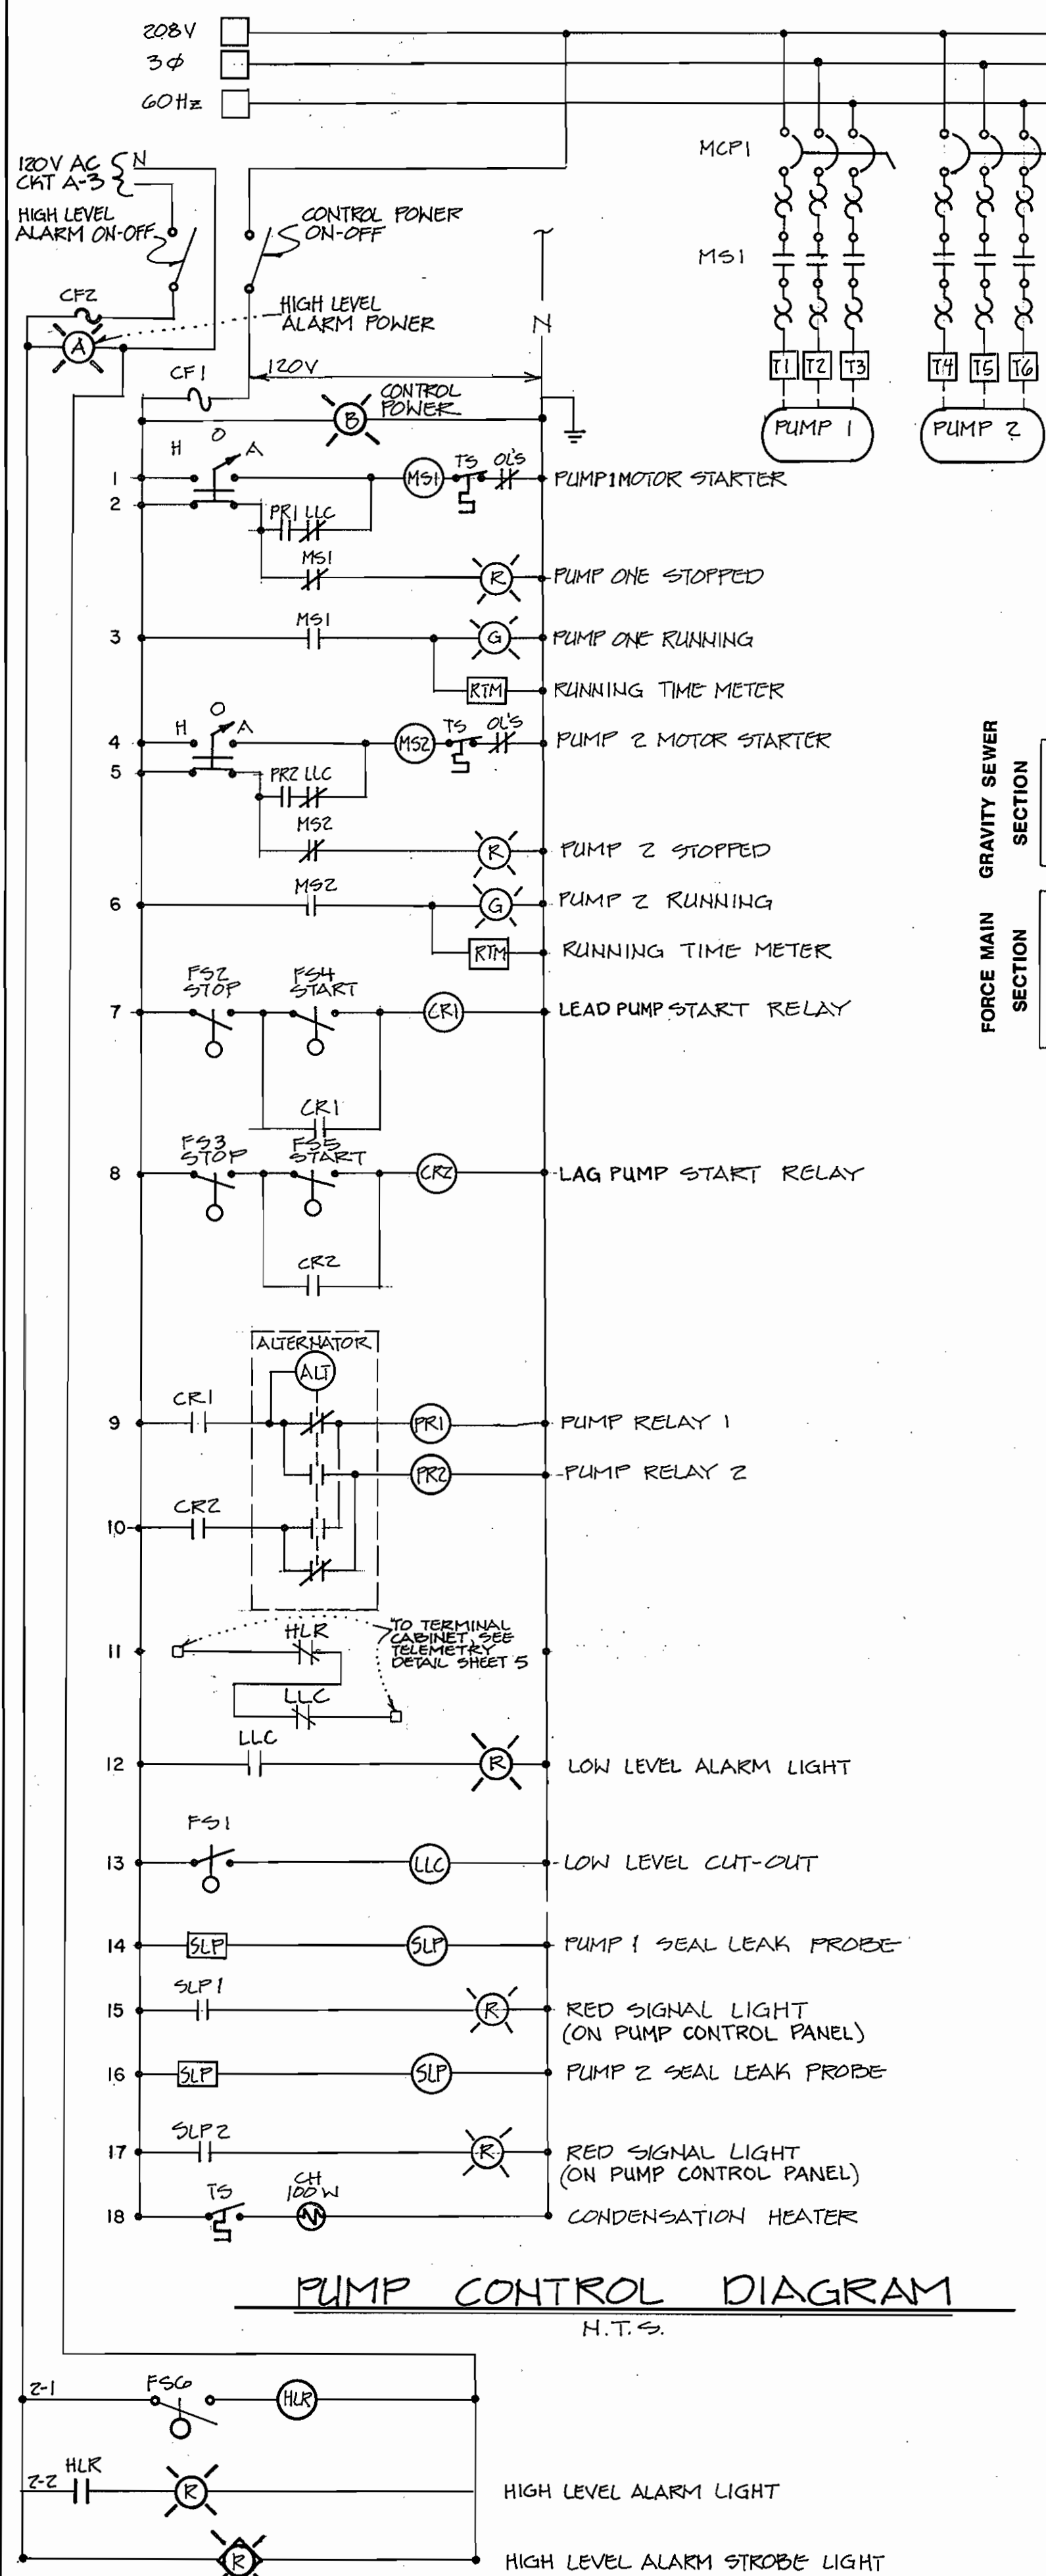 208V
3Ø
60Hz
120V AC
CKT A-3
N
HIGH LEVEL
ALARM ON-OFF
CONTROL POWER
ON-OFF
MCP1
MS1
CF2
HIGH LEVEL
ALARM POWER
A
N
CF1
120V
T1 T2 T3 T4 T5 T6
PUMP 1
PUMP 2
CONTROL
POWER
B
H O A
1 MS1 TS OL'S PUMP 1 MOTOR STARTER
2
PR1 LLC
MS1
R PUMP ONE STOPPED
MS1
3 G PUMP ONE RUNNING
RTM RUNNING TIME METER
H O A
4 MS2 TS OL'S PUMP 2 MOTOR STARTER
5
PR2 LLC
MS2
R PUMP 2 STOPPED
MS2
6 G PUMP 2 RUNNING
RTM RUNNING TIME METER
GRAVITY SEWER
SECTION
FORCE MAIN
SECTION
FS2
STOP
FS4
START
7 CR1 LEAD PUMP START RELAY
CR1
FS3
STOP
FS5
START
8 CR2 LAG PUMP START RELAY
CR2
ALTERNATOR
ALT
CR1
9 PR1 PUMP RELAY 1
PR2 PUMP RELAY 2
CR2
10
11 HLR
TO TERMINAL
CABINET, SEE
TELEMETRY
DETAIL SHEET 5
LLC
LLC
12 R LOW LEVEL ALARM LIGHT
FS1
13 LLC LOW LEVEL CUT-OUT
14 SLP SLP PUMP 1 SEAL LEAK PROBE
SLP1
15 R RED SIGNAL LIGHT
(ON PUMP CONTROL PANEL)
16 SLP SLP PUMP 2 SEAL LEAK PROBE
SLP2
17 R RED SIGNAL LIGHT
(ON PUMP CONTROL PANEL)
TS
CH
100W
18 CONDENSATION HEATER
PUMP CONTROL DIAGRAM
N.T.S.
2-1 FS6 HLR
2-2 HLR R HIGH LEVEL ALARM LIGHT
R HIGH LEVEL ALARM STROBE LIGHT